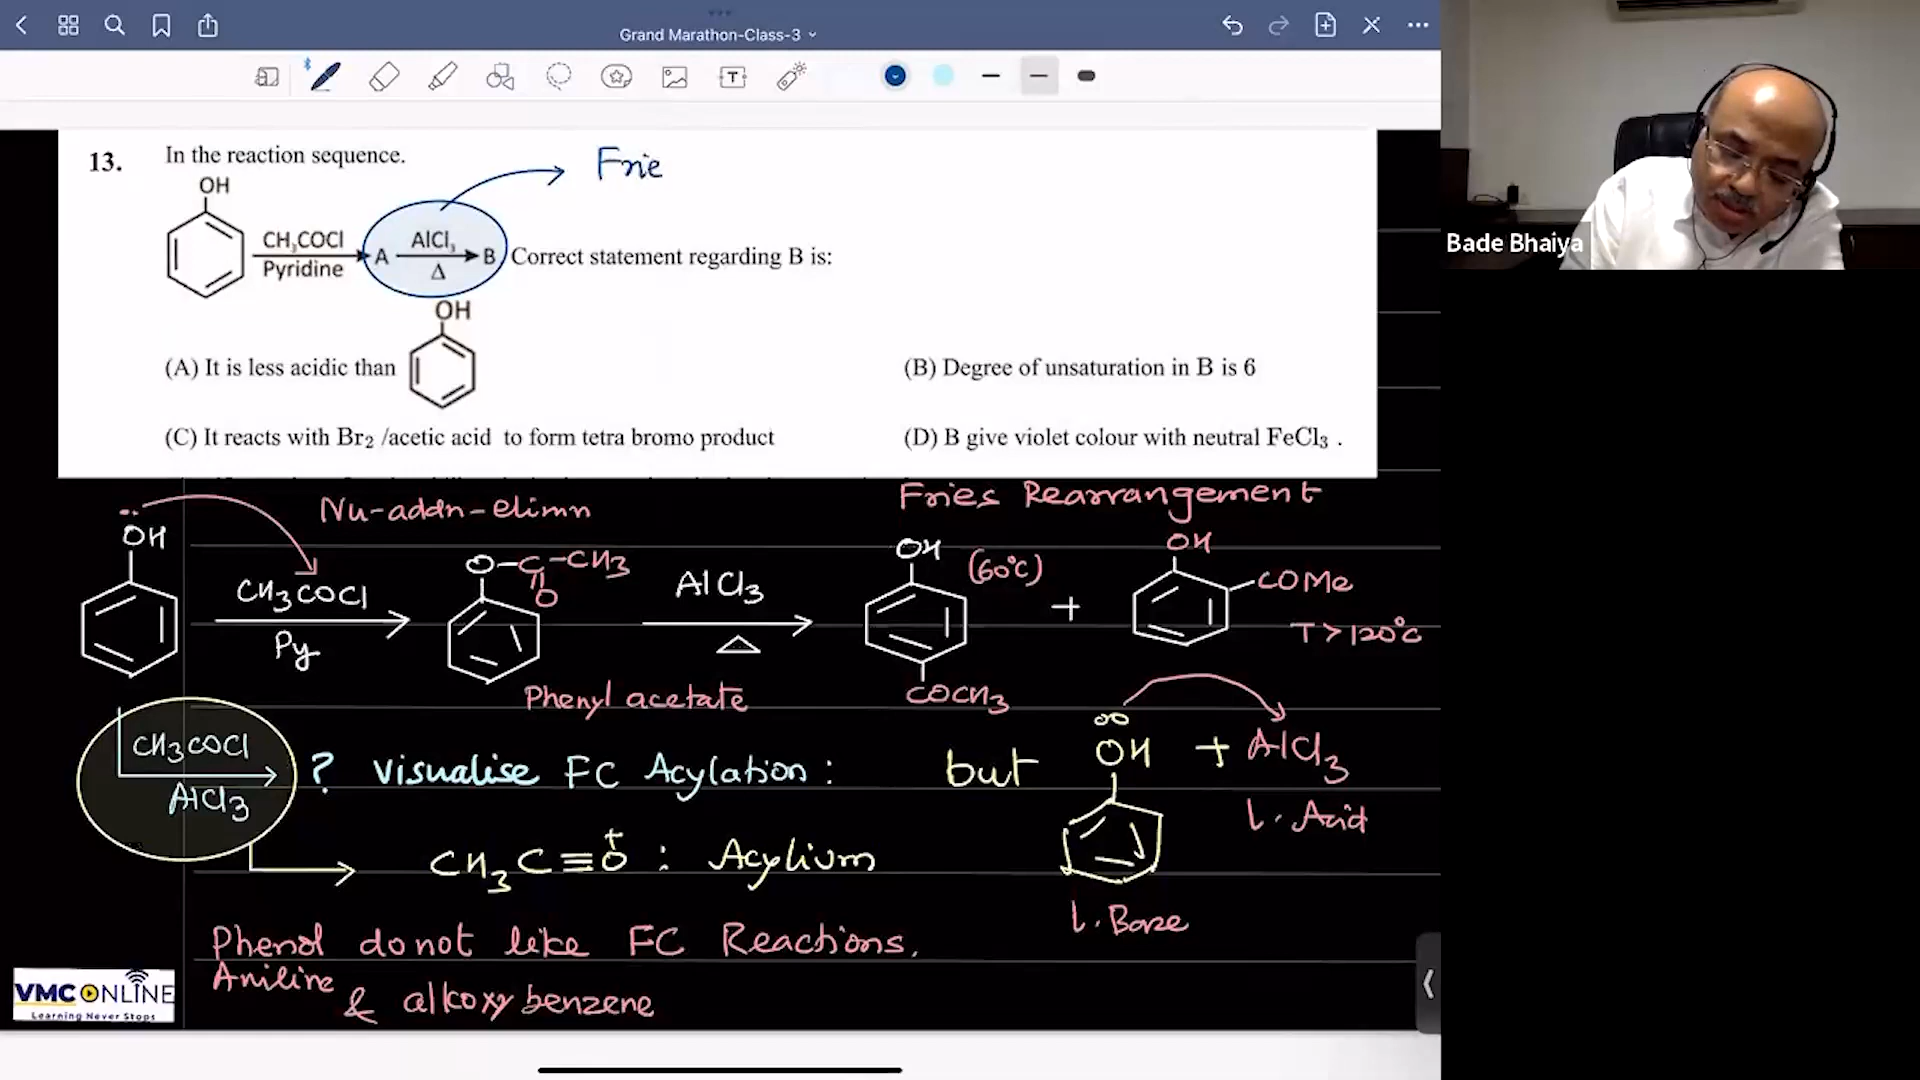 Grand Marathon-Class-3
13. In the reaction sequence.
Frie
OH
CH₃COCl
Pyridine
A
AlCl₃
Δ
B
Correct statement regarding B is:
OH
(A) It is less acidic than
(B) Degree of unsaturation in B is 6
(C) It reacts with Br₂ /acetic acid to form tetra bromo product
(D) B give violet colour with neutral FeCl₃ .
Bade Bhaiya
Nu-addn-elimn
Fries Rearrangement
OH
CH₃COCl
Py
O-C-CH₃
O
Phenyl acetate
AlCl₃
Δ
OH
(60°C)
COCH₃
+
OH
COMe
T > 120°C
CH₃COCl
AlCl₃
? Visualise FC Acylation :
but
OH + AlCl₃
L. Acid
L. Base
CH₃C≡O⁺ : Acylium
Phenol do not like FC Reactions.
Aniline
& alkoxy benzene
VMC ONLINE
Learning Never Stops